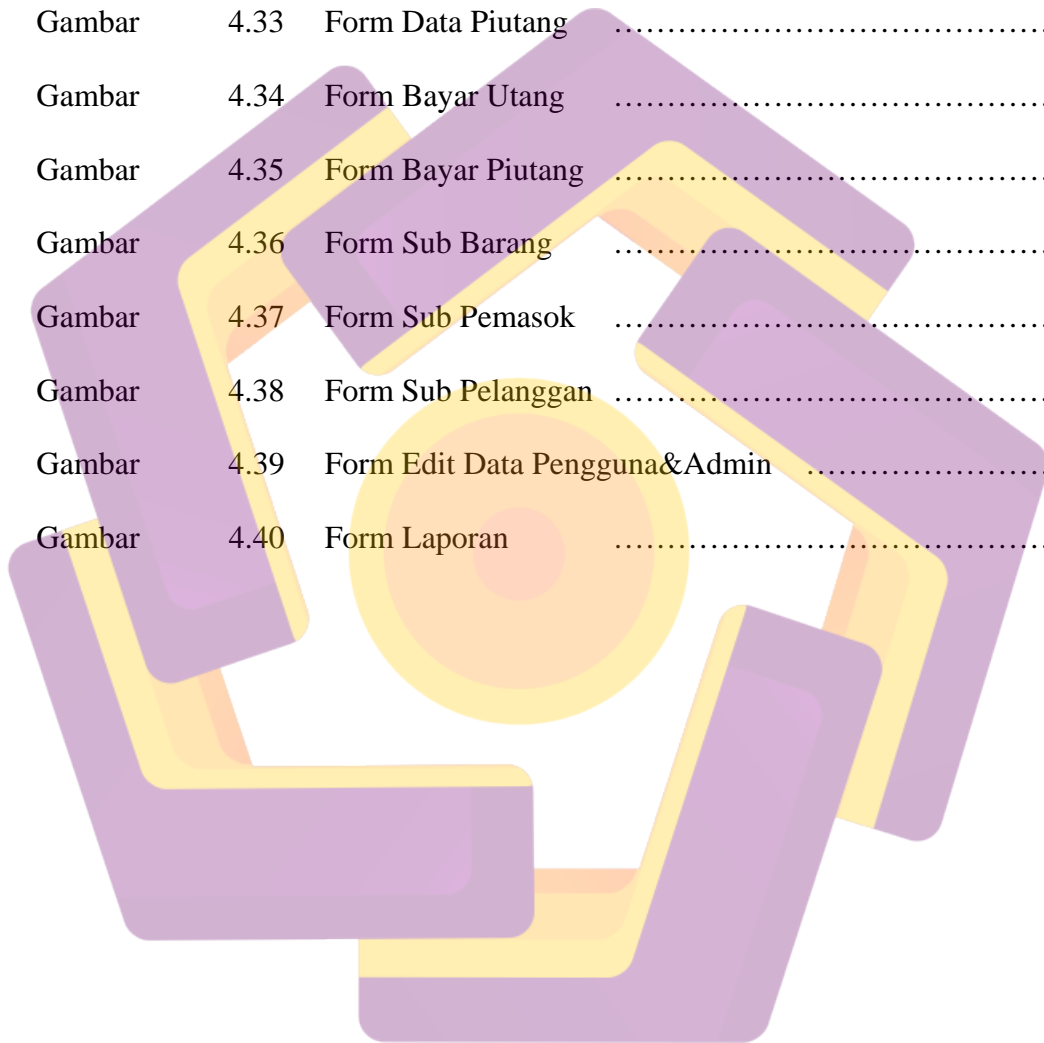 Gambar 4.33 Form Data Piutang ……………………………………
Gambar 4.34 Form Bayar Utang ……………………………………
Gambar 4.35 Form Bayar Piutang ……………………………………
Gambar 4.36 Form Sub Barang ……………………………………
Gambar 4.37 Form Sub Pemasok ……………………………………
Gambar 4.38 Form Sub Pelanggan ……………………………………
Gambar 4.39 Form Edit Data Pengguna&Admin ……………………
Gambar 4.40 Form Laporan ……………………………………